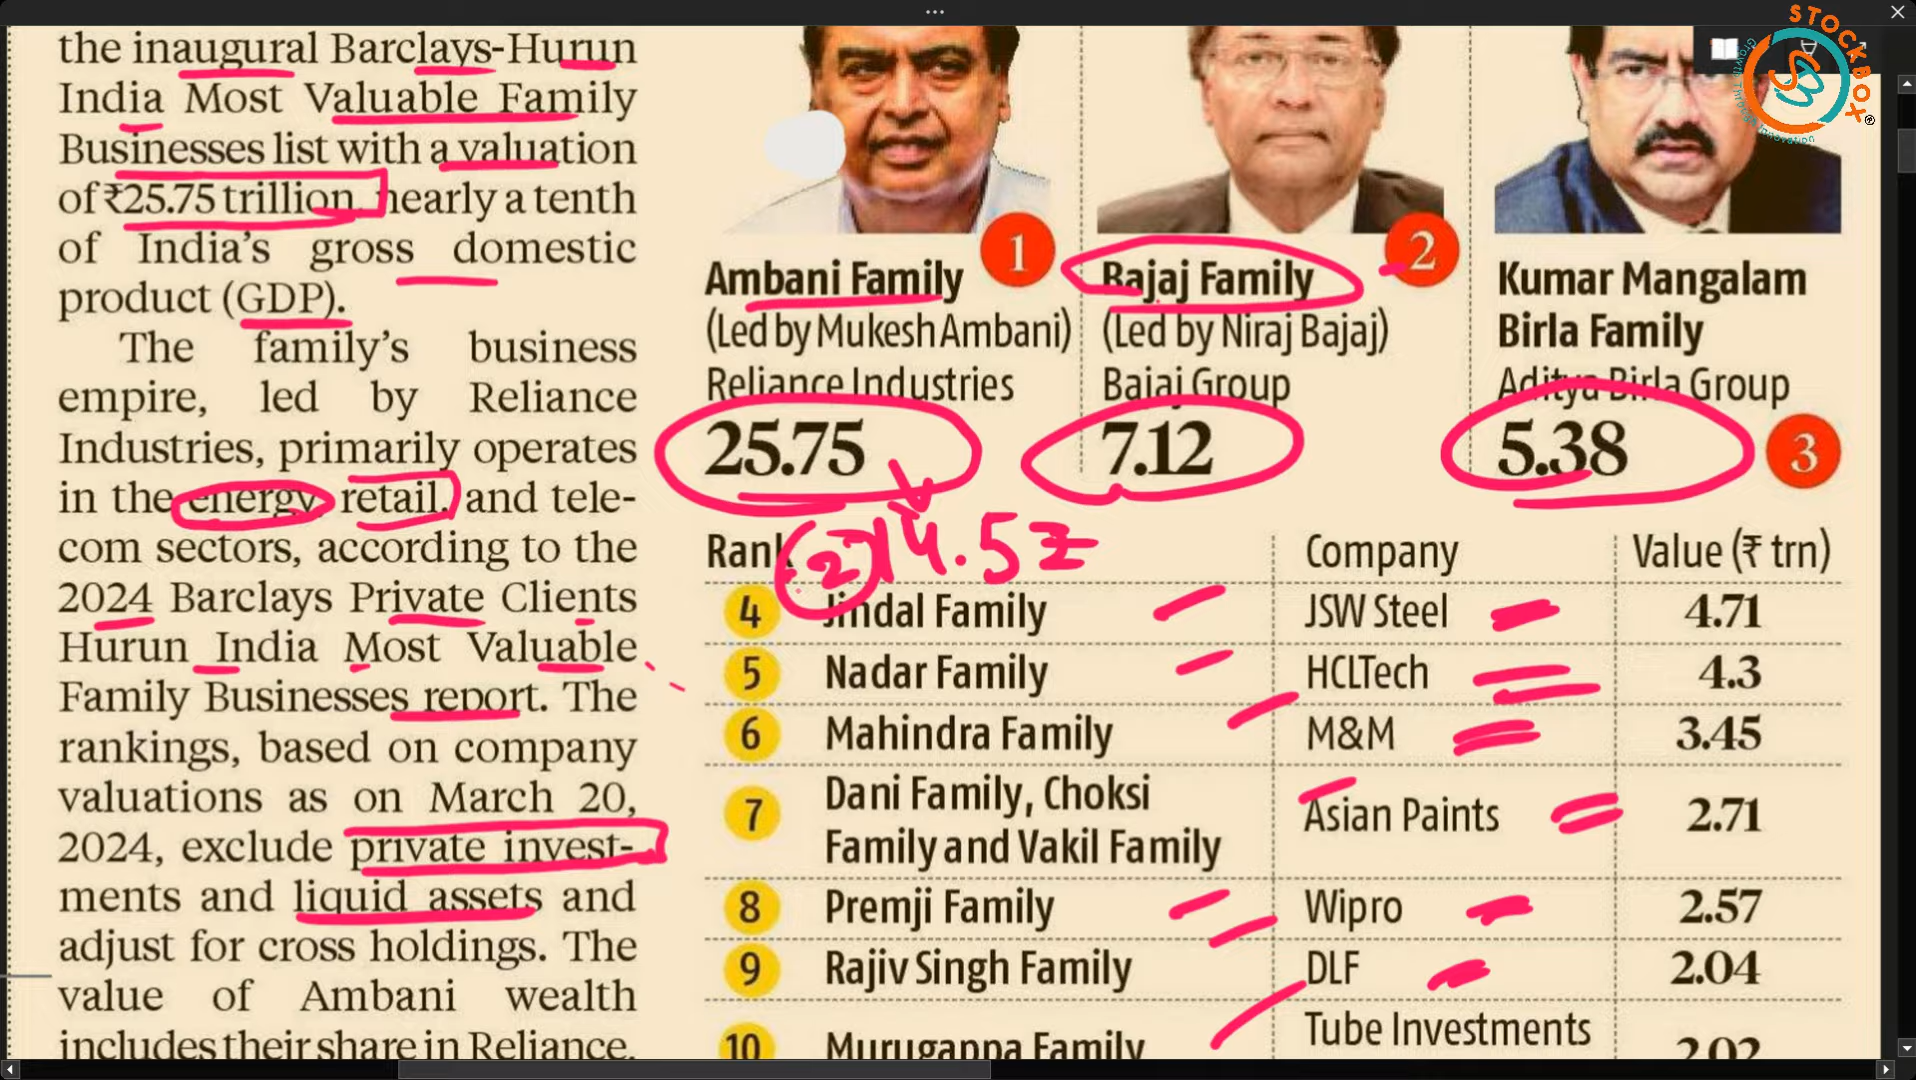 the inaugural Barclays-Hurun
India Most Valuable Family
Businesses list with a valuation
of ₹25.75 trillion, nearly a tenth
of India's gross domestic
product (GDP).
The family's business
empire, led by Reliance
Industries, primarily operates
in the energy, retail, and tele-
com sectors, according to the
2024 Barclays Private Clients
Hurun India Most Valuable
Family Businesses report. The
rankings, based on company
valuations as on March 20,
2024, exclude private invest-
ments and liquid assets and
adjust for cross holdings. The
value of Ambani wealth
includes their share in Reliance.
1
Ambani Family
(Led by Mukesh Ambani)
Reliance Industries
25.75
2
Bajaj Family
(Led by Niraj Bajaj)
Bajaj Group
7.12
Kumar Mangalam
Birla Family
Aditya Birla Group
5.38
3
Rank Company Value (₹ trn)
4 Jindal Family JSW Steel 4.71
5 Nadar Family HCLTech 4.3
6 Mahindra Family M&M 3.45
7 Dani Family, Choksi
Family and Vakil Family Asian Paints 2.71
8 Premji Family Wipro 2.57
9 Rajiv Singh Family DLF 2.04
10 Murugappa Family Tube Investments 2.02
STOCKBOX
®